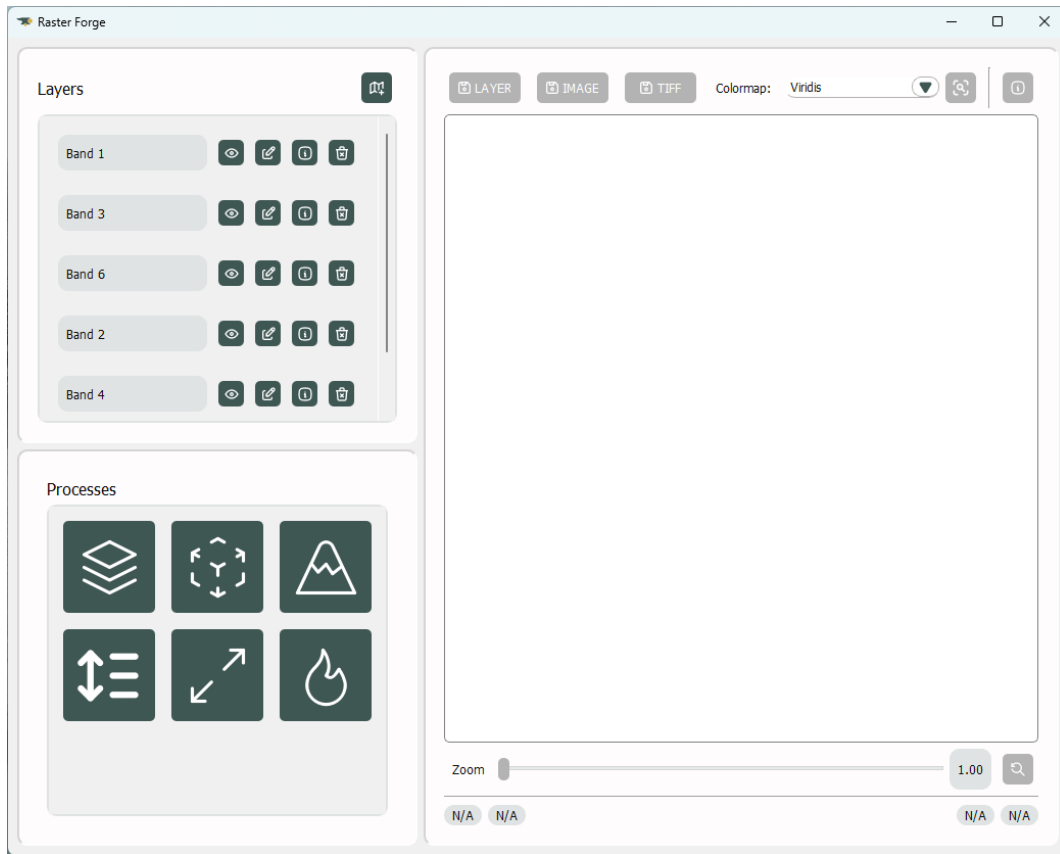 Raster Forge
Layers
Band 1
Band 3
Band 6
Band 2
Band 4
Processes
LAYER IMAGE TIFF Colormap: Viridis
Zoom 1.00
N/A N/A N/A N/A